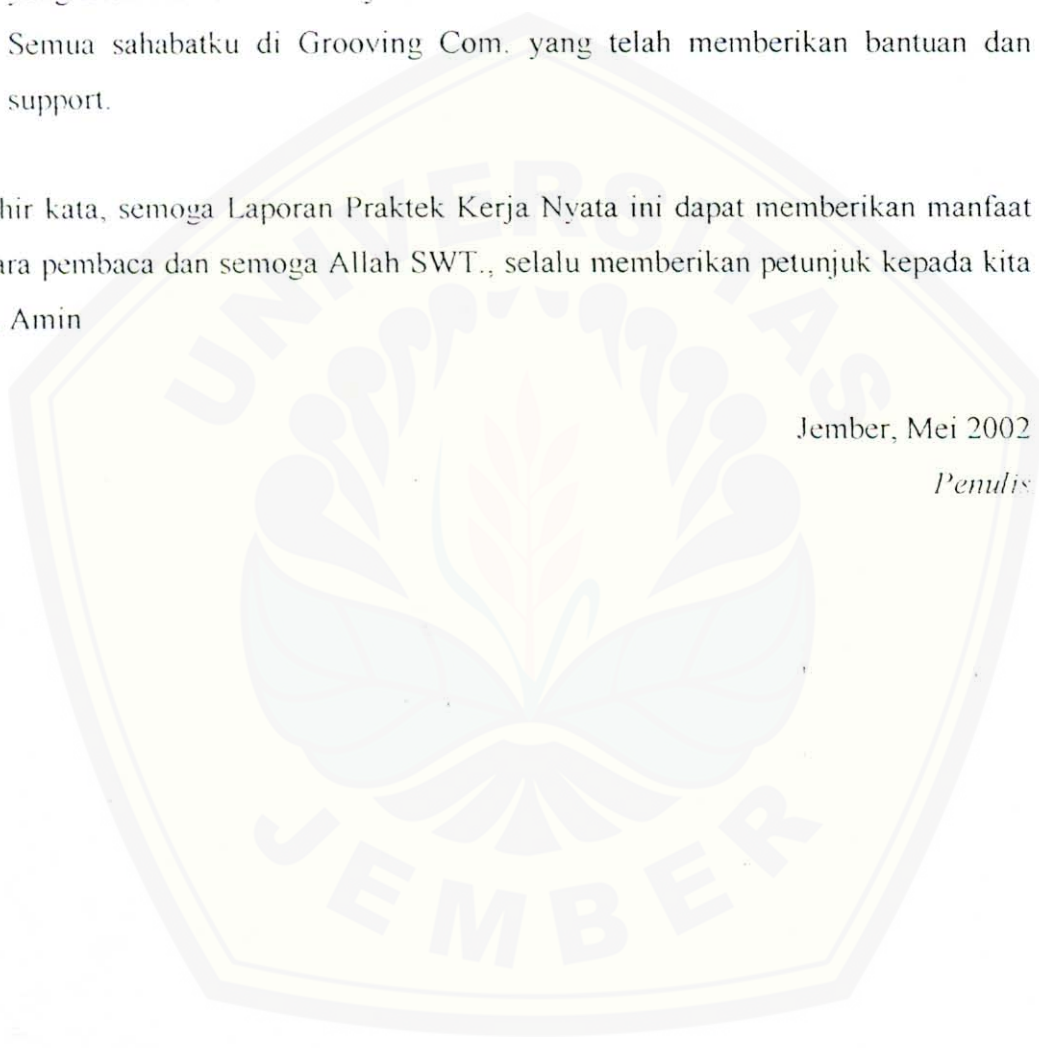 Semua sahabatku di Grooving Com. yang telah memberikan bantuan dan
support.
hir kata, semoga Laporan Praktek Kerja Nyata ini dapat memberikan manfaat
ara pembaca dan semoga Allah SWT., selalu memberikan petunjuk kepada kita
Amin
Jember, Mei 2002
Penulis
UNIVERSITAS
JEMBER